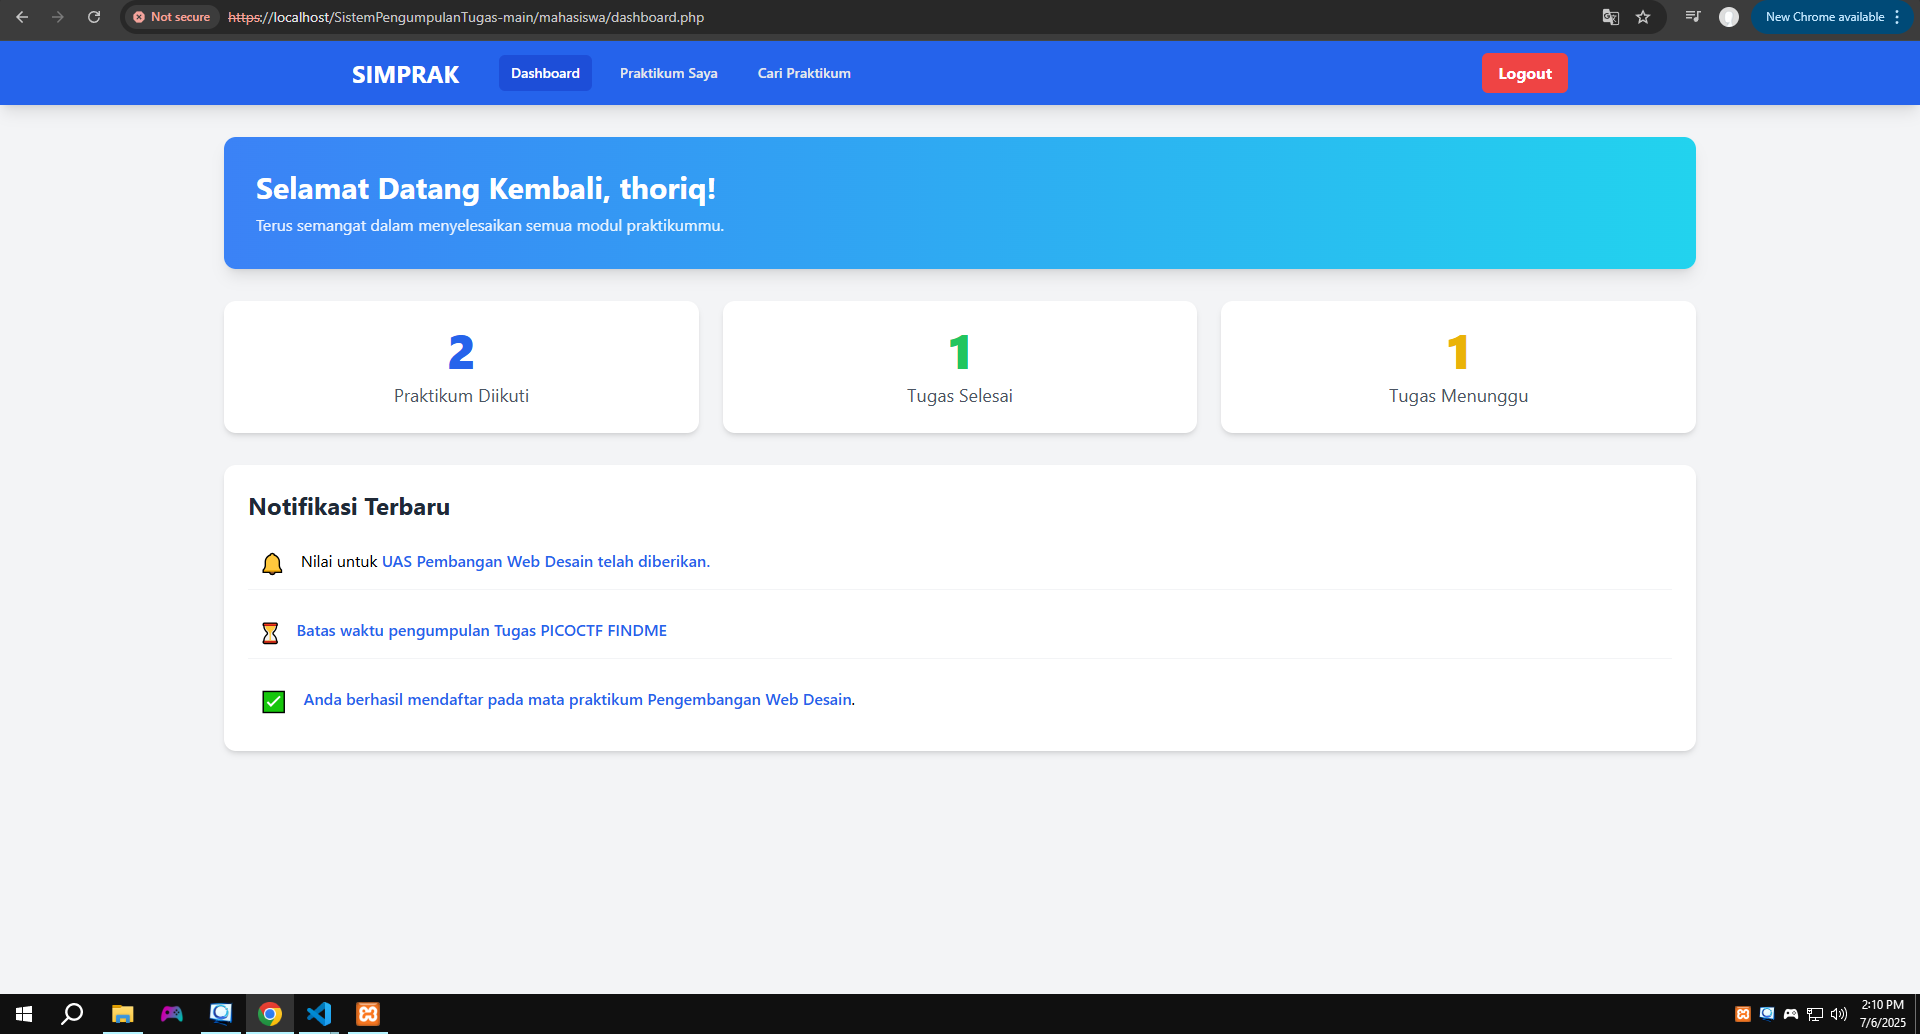 Not secure https://localhost/SistemPengumpulanTugas-main/mahasiswa/dashboard.php New Chrome available
SIMPRAK Dashboard Praktikum Saya Cari Praktikum Logout
Selamat Datang Kembali, thoriq!
Terus semangat dalam menyelesaikan semua modul praktikummu.
2 1 1
Praktikum Diikuti Tugas Selesai Tugas Menunggu
Notifikasi Terbaru
Nilai untuk UAS Pembangan Web Desain telah diberikan.
Batas waktu pengumpulan Tugas PICOCTF FINDME
Anda berhasil mendaftar pada mata praktikum Pengembangan Web Desain.
2:10 PM
7/6/2025